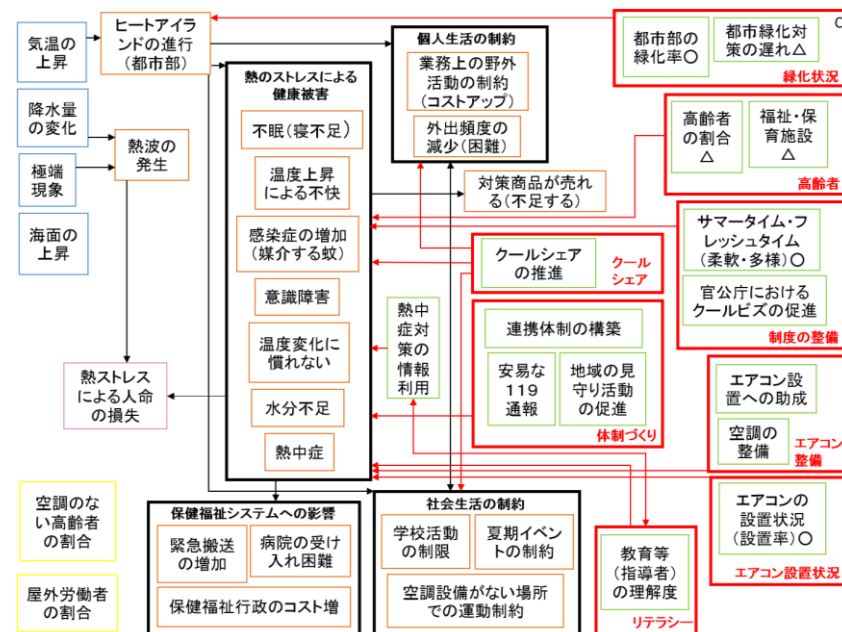 気温の
上昇
降水量
の変化
極端
現象
海面の
上昇
ヒートアイラ
ンドの進行
(都市部)
熱波の
発生
熱ストレス
による人命
の損失
空調のな
い高齢者
の割合
屋外労働者
の割合
熱のストレスによる
健康被害
不眠(寝不足)
温度上昇
による不快
感染症の増加
(媒介する蚊)
意識障害
温度変化に
慣れない
水分不足
熱中症
保健福祉システムへの影響
緊急搬送
の増加
病院の受け
入れ困難
保健福祉行政のコスト増
個人生活の制約
業務上の野外
活動の制約
(コストアップ)
外出頻度の
減少(困難)
対策商品が売れ
る(不足する)
クールシェア
の推進
クール
シェア
熱中
症対
策の
情報
利用
連携体制の構築
安易な
119
通報
地域の見
守り活動
の促進
体制づくり
社会生活の制約
学校活動
の制限
夏期イベン
トの制約
空調設備がない場所
での運動制約
都市部の
緑化率〇
都市緑化対
策の遅れ△
緑化状況
高齢者
の割合
△
福祉・保
育施設
△
高齢者
サマータイム・フ
レッシュタイム
(柔軟・多様)〇
官公庁における
クールビズの促進
制度の整備
エアコン設
置への助成
空調の
整備
エアコン
整備
エアコンの
設置状況
(設置率)〇
エアコン設置状況
教育等
(指導者)
の理解度
リテラシー